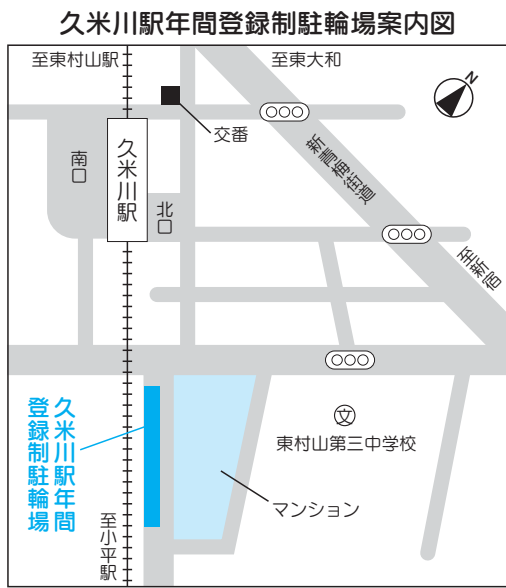 久米川駅年間登録制駐輪場案内図
至東村山駅
至東大和
N
交番
新青梅街道
南口
久米川駅
北口
至新宿
久米川駅年間
登録制駐輪場
文
東村山第三中学校
マンション
至小平駅